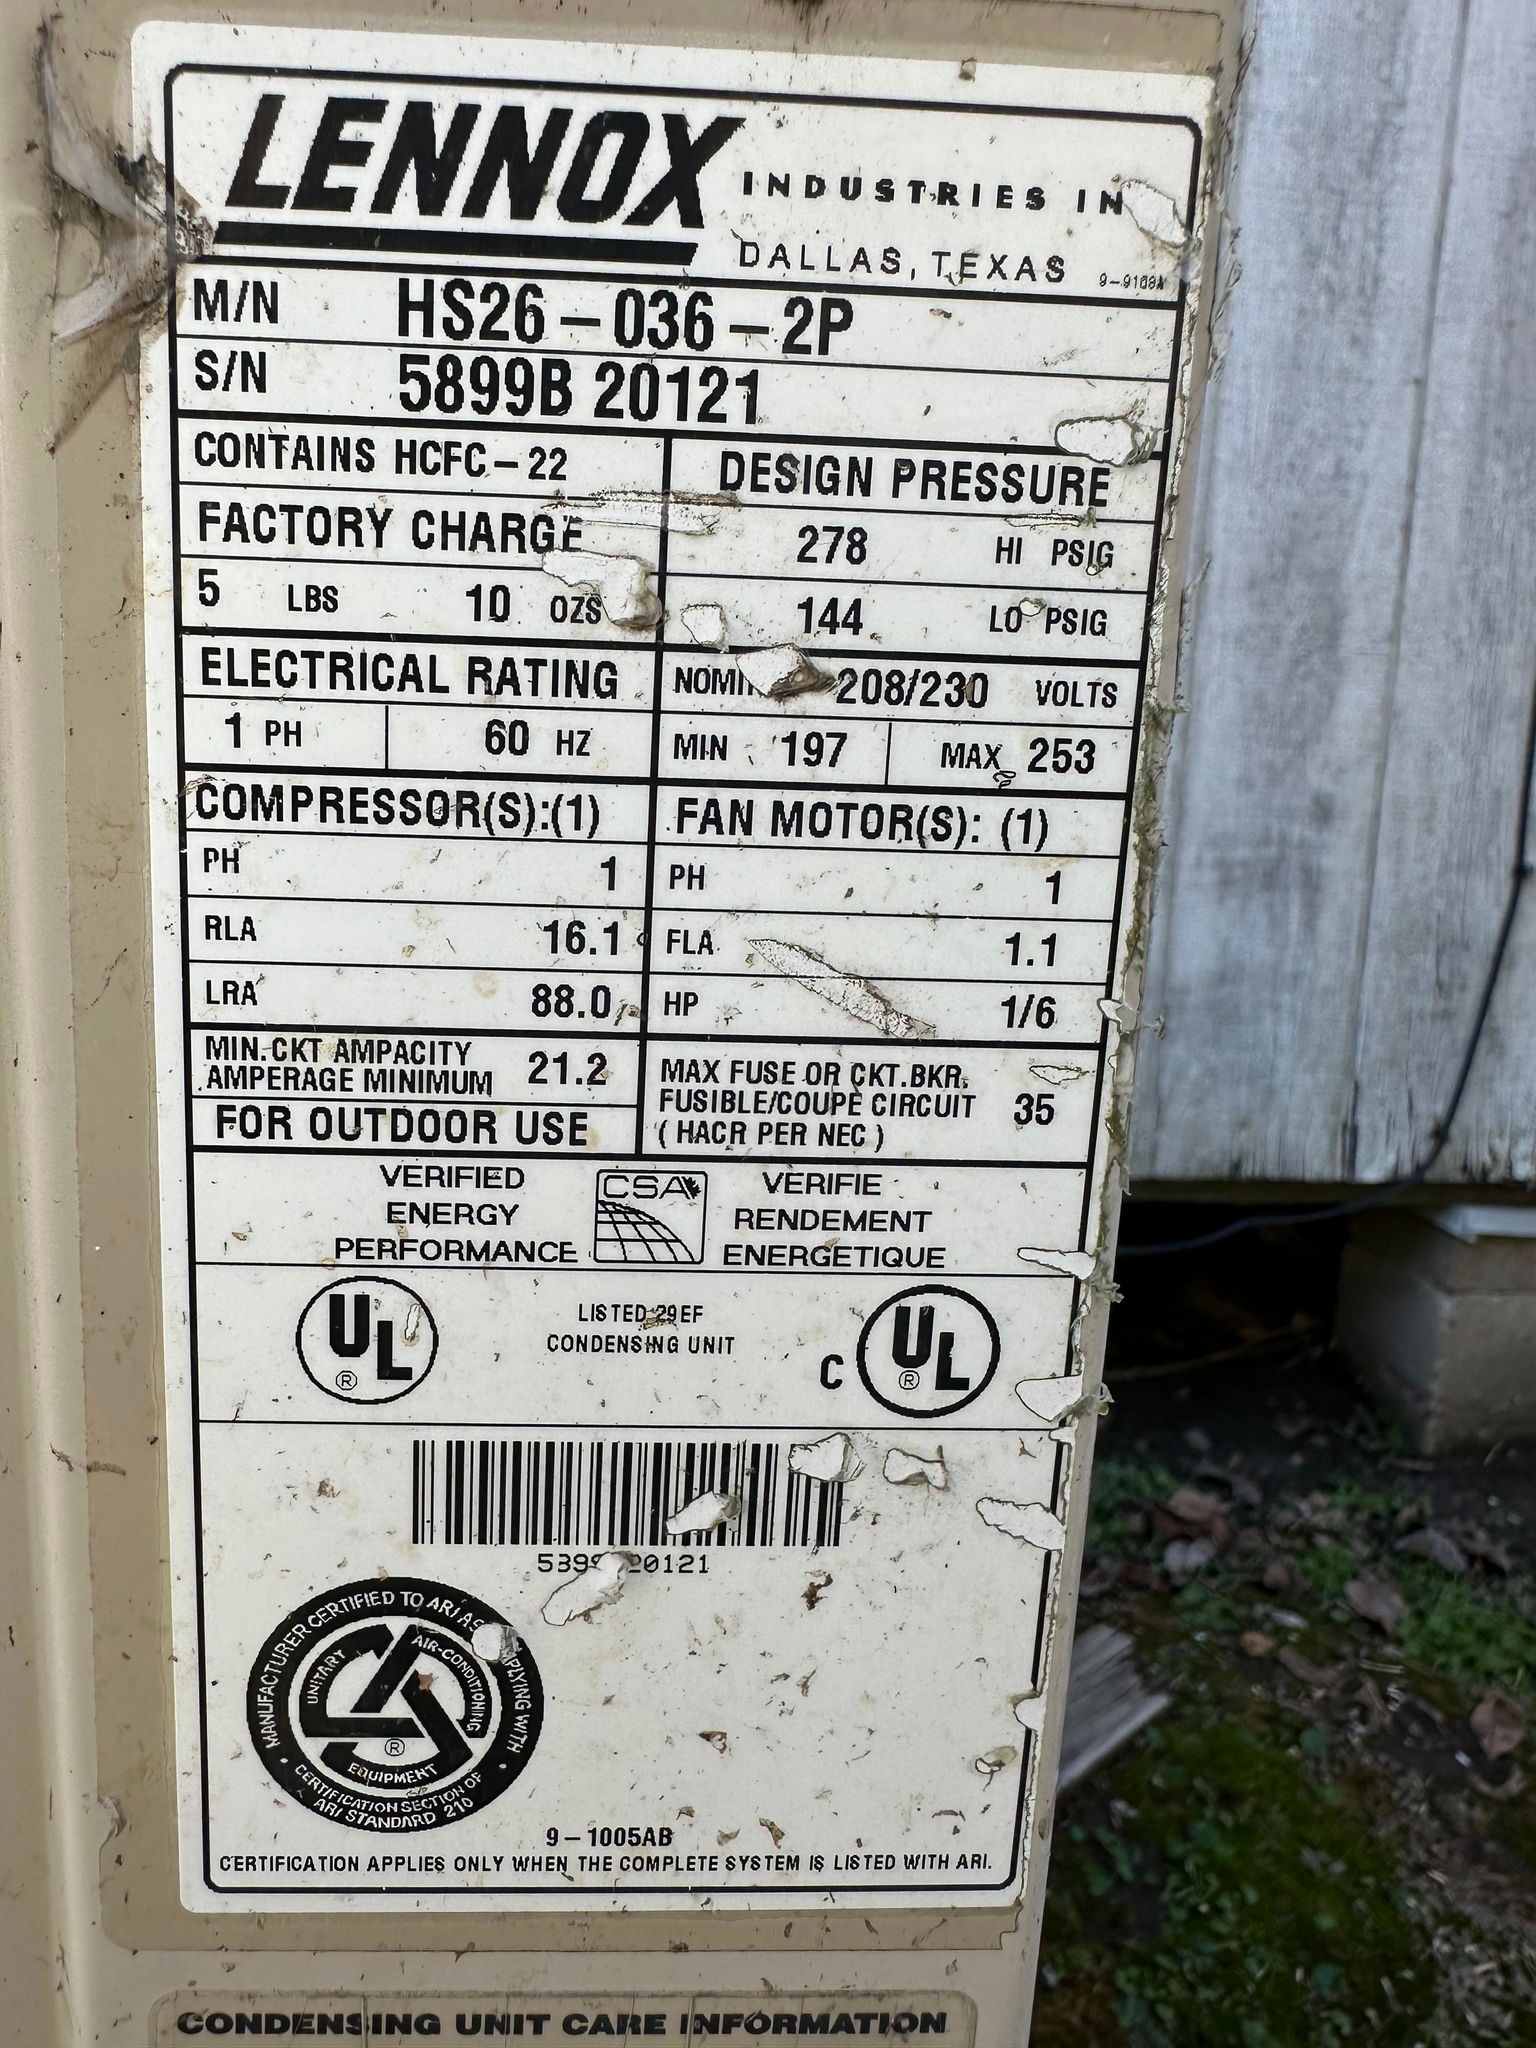 LENNOX INDUSTRIES IN
DALLAS, TEXAS 9-9108A
M/N HS26-036-2P
S/N 5899B 20121
CONTAINS HCFC-22
DESIGN PRESSURE
FACTORY CHARGE
278 HI PSIG
5 LBS 10 OZS
144 LO PSIG
ELECTRICAL RATING
208/230 VOLTS
1 PH 60 HZ
MIN 197 MAX 253
COMPRESSOR(S):(1)
FAN MOTOR(S): (1)
PH 1
PH 1
RLA 16.1
FLA 1.1
LRA 88.0
HP 1/6
MIN.CKT AMPACITY
AMPERAGE MINIMUM 21.2
MAX FUSE OR CKT.BKR.
FUSIBLE/COUPE CIRCUIT 35
(HACR PER NEC)
FOR OUTDOOR USE
VERIFIED
ENERGY
PERFORMANCE
CSA
VERIFIE
RENDEMENT
ENERGETIQUE
UL ®
LISTED 29EF
CONDENSING UNIT
C UL ®
20121
MANUFACTURER CERTIFIED TO ARI
WITH
CERTIFICATION SECTION OF
ARI STANDARD 210
UNITARY
AIR-CONDITIONING
EQUIPMENT
®
9-1005AB
CERTIFICATION APPLIES ONLY WHEN THE COMPLETE SYSTEM IS LISTED WITH ARI.
CONDENSING UNIT CARE INFORMATION